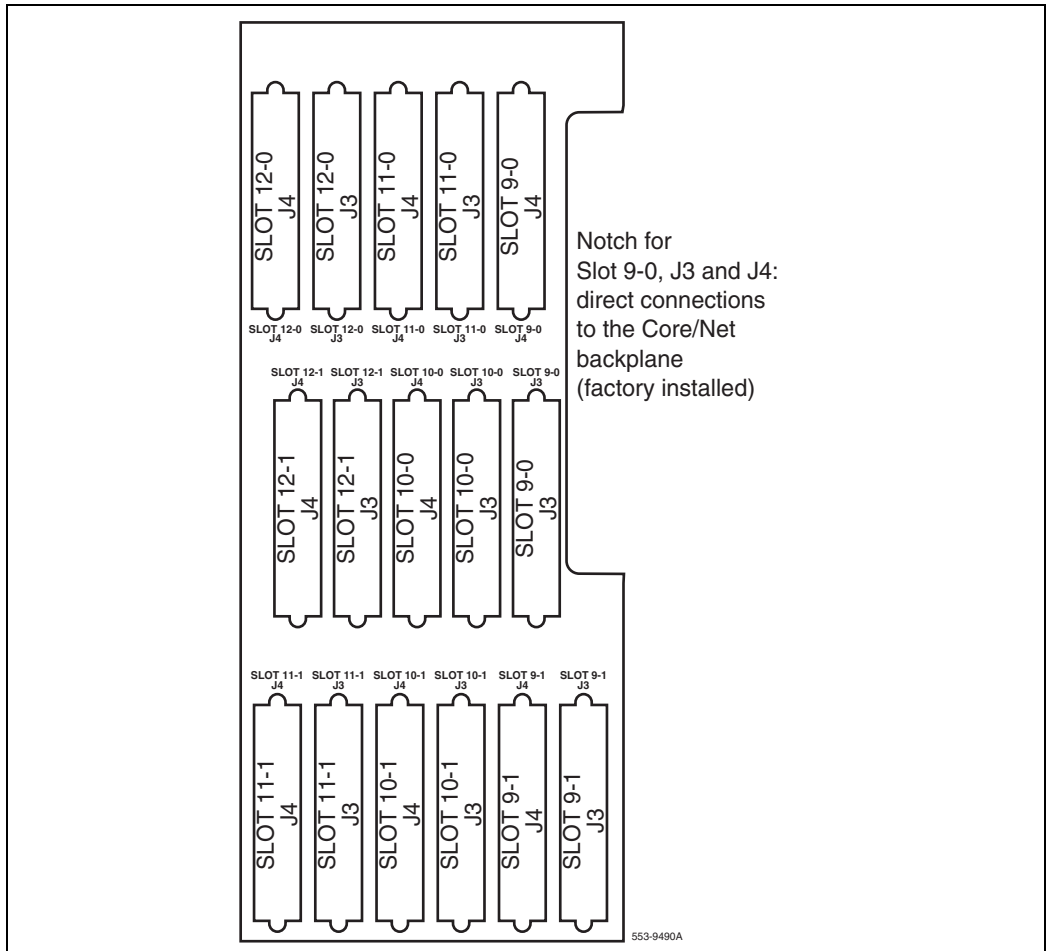 SLOT 12-0 J4
SLOT 12-0 J3
SLOT 11-0 J4
SLOT 11-0 J3
SLOT 9-0 J4
SLOT 12-0 SLOT 12-0 SLOT 11-0 SLOT 11-0 SLOT 9-0
J4 J3 J4 J3 J4
Notch for
Slot 9-0, J3 and J4:
direct connections
to the Core/Net
backplane
(factory installed)
SLOT 12-1 SLOT 12-1 SLOT 10-0 SLOT 10-0 SLOT 9-0
J4 J3 J4 J3 J3
SLOT 12-1 J4
SLOT 12-1 J3
SLOT 10-0 J4
SLOT 10-0 J3
SLOT 9-0 J3
SLOT 11-1 SLOT 11-1 SLOT 10-1 SLOT 10-1 SLOT 9-1 SLOT 9-1
J4 J3 J4 J3 J4 J3
SLOT 11-1 J4
SLOT 11-1 J3
SLOT 10-1 J4
SLOT 10-1 J3
SLOT 9-1 J4
SLOT 9-1 J3
553-9490A